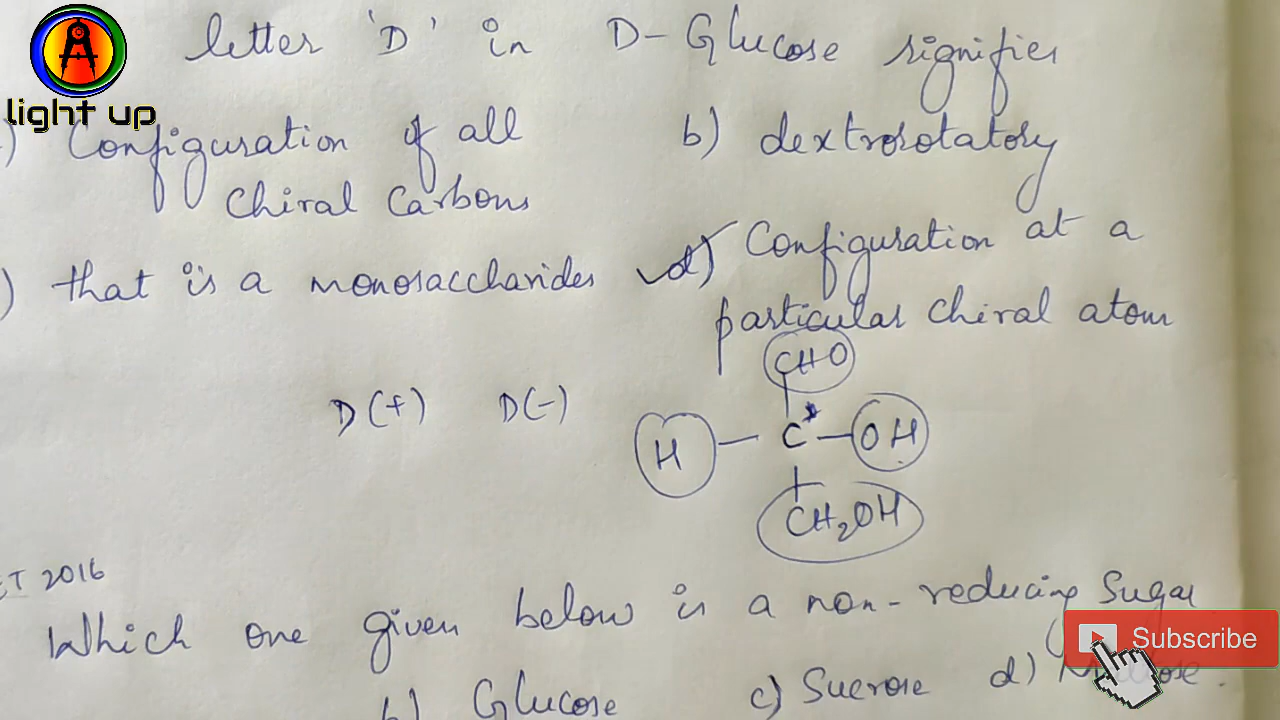 letter 'D' in D-Glucose signifies
light up
) Configuration of all
chiral carbons
b) dextrorotatory
) that is a monosaccharides
d) Configuration at a
particular chiral atom
CHO
D(+) D(-)
H - C* - OH
CH₂OH
ET 2016
Which one given below is a non-reducing Sugar
Subscribe
b) Glucose c) Sucrose d)